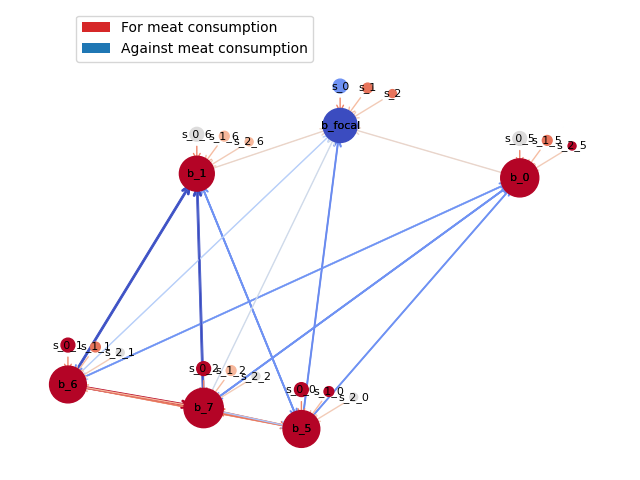 For meat consumption
Against meat consumption
s_0
s_1
s_2
b_focal
s_0_6
s_1_6
s_2_6
b_1
s_0_5
s_1_5
s_2_5
b_0
s_0_1
s_1_1
s_2_1
b_6
s_0_2
s_1_2
s_2_2
b_7
s_0_0
s_1_0
s_2_0
b_5